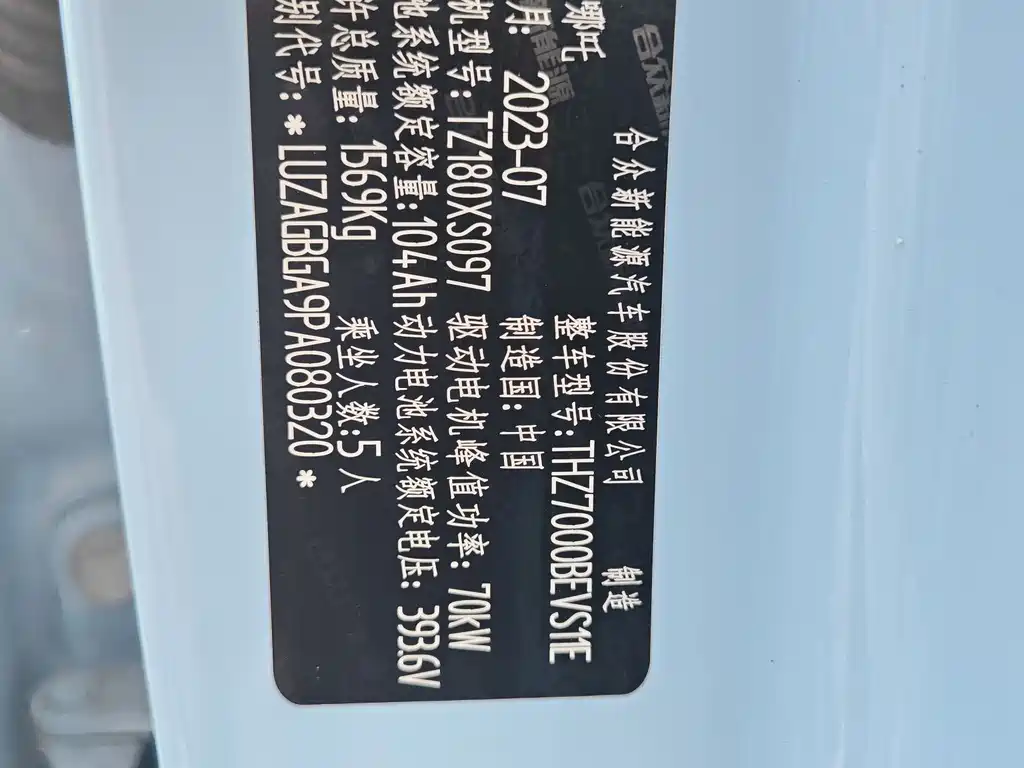 合众新能源汽车股份有限公司 制造
哪吒 整车型号:THZ7000BEVS11E
月: 2023-07 制造国:中国
机型号:TZ180XS097 驱动电机峰值功率: 70kW
池系统额定容量:104Ah 动力电池系统额定电压: 393.6V
许总质量: 1569Kg 乘坐人数:5人
别代号: *LUZAGBGA9PA080320*